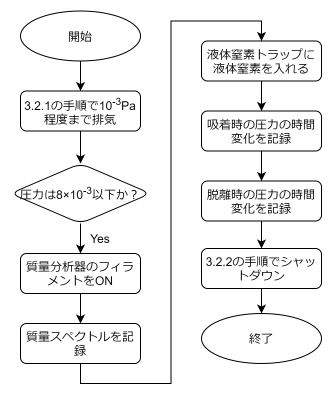 開始
3.2.1の手順で10⁻³Pa
程度まで排気
圧力は8×10⁻³以下か？
Yes
質量分析器のフィラ
メントをON
質量スペクトルを記
録
液体窒素トラップに
液体窒素を入れる
吸着時の圧力の時間
変化を記録
脱離時の圧力の時間
変化を記録
3.2.2の手順でシャット
ダウン
終了